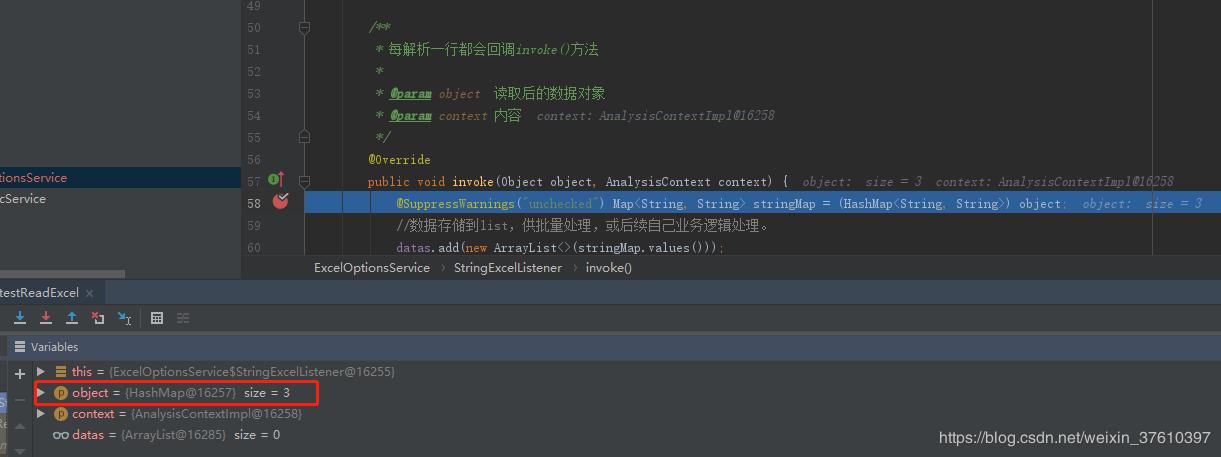 49
50 /**
51 * 每解析一行都会回调invoke()方法
52 *
53 * @param object 读取后的数据对象
54 * @param context 内容 context: AnalysisContextImpl@16258
55 */
56 @Override
tionsService
57 public void invoke(Object object, AnalysisContext context) { object: size = 3 context: AnalysisContextImpl@16258
cService
58 @SuppressWarnings("unchecked") Map<String, String> stringMap = (HashMap<String, String>) object; object: size = 3
59 //数据存储到list，供批量处理，或后续自己业务逻辑处理。
60 datas.add(new ArrayList<>(stringMap.values()));
ExcelOptionsService › StringExcelListener › invoke()
testReadExcel ×
Variables
this = {ExcelOptionsService$StringExcelListener@16255}
object = {HashMap@16257} size = 3
context = {AnalysisContextImpl@16258}
datas = {ArrayList@16285} size = 0
https://blog.csdn.net/weixin_37610397